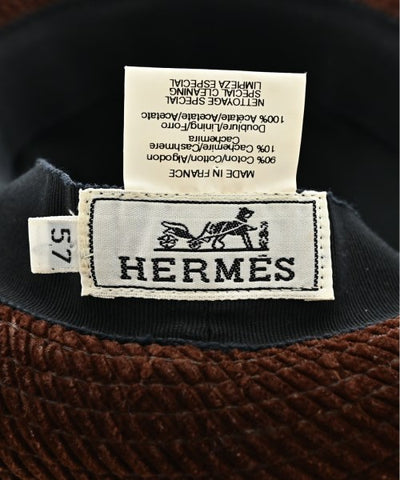 MADE IN FRANCE
90% Coton/Cotton/Algodon
10% Cachemire/Cashmere
Cachemira
Doublure/Lining/Forro
100% Acétate/Acetate/Acetato
NETTOYAGE SPECIAL
SPECIAL CLEANING
LIMPIEZA ESPECIAL
HERMÈS
57